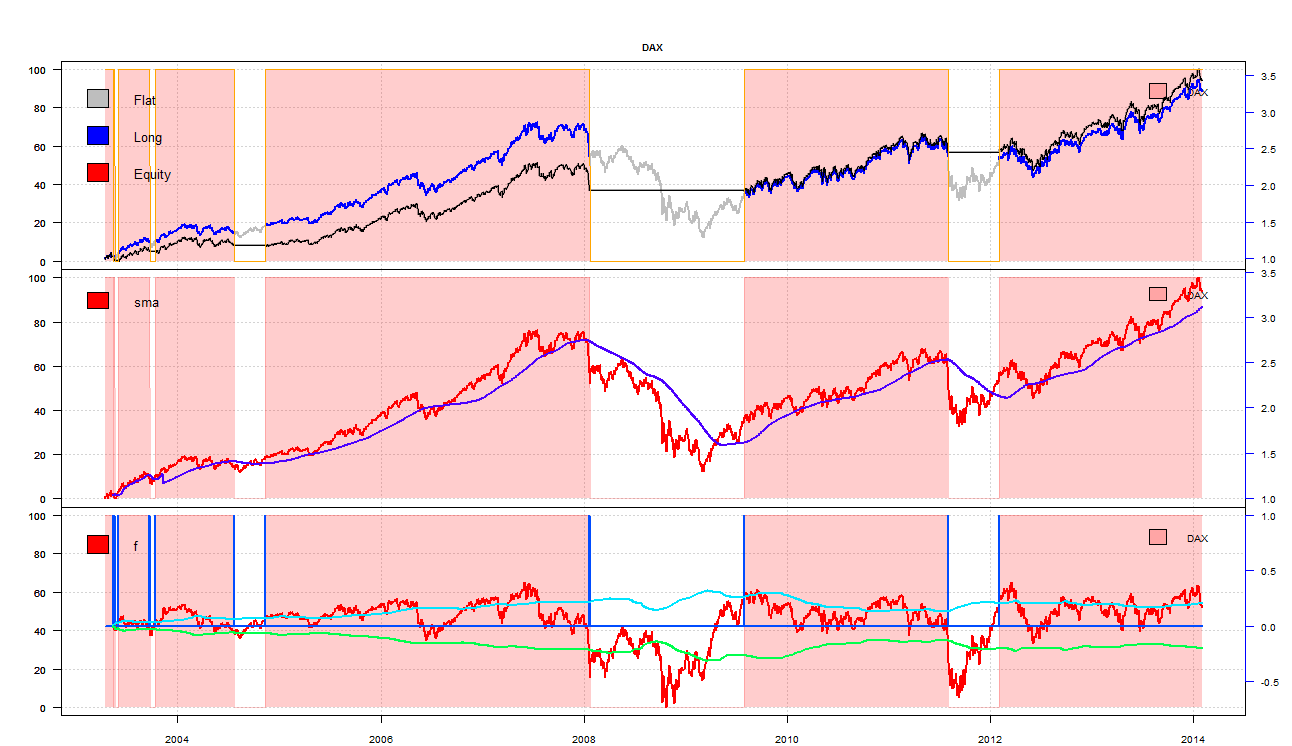 DAX
100 80 60 40 20 0
Flat
Long
Equity
DAX
3.5 3.0 2.5 2.0 1.5 1.0
100 80 60 40 20 0
sma
DAX
3.5 3.0 2.5 2.0 1.5 1.0
100 80 60 40 20 0
f
DAX
1.0 0.5 0.0 -0.5
2004 2006 2008 2010 2012 2014